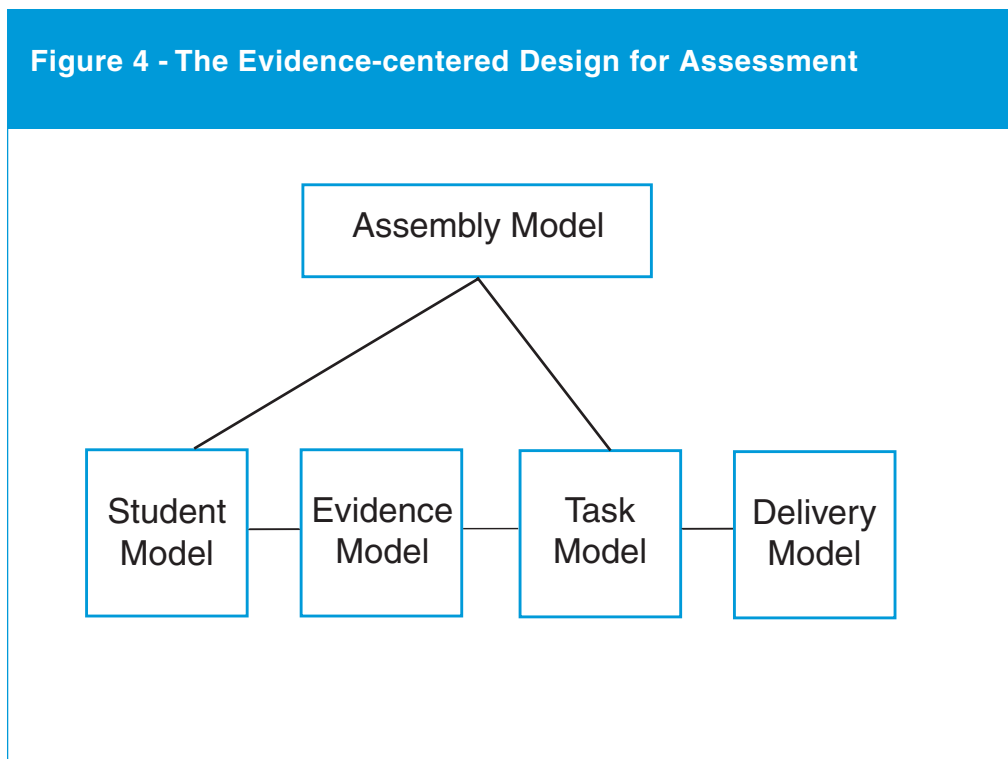 Figure 4 - The Evidence-centered Design for Assessment
Assembly Model
Student
Model
Evidence
Model
Task
Model
Delivery
Model